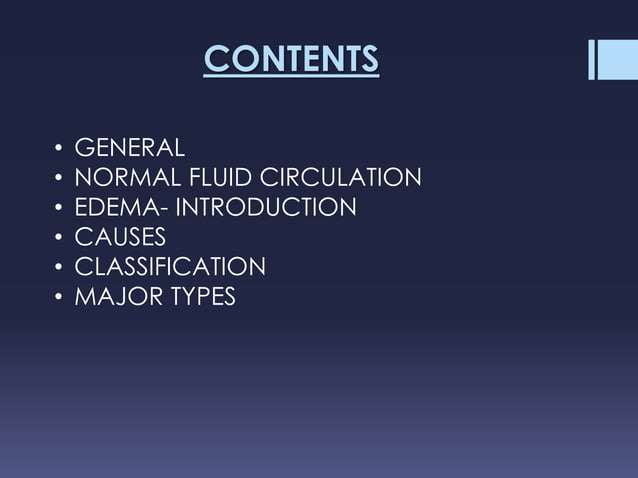 CONTENTS
• GENERAL
• NORMAL FLUID CIRCULATION
• EDEMA- INTRODUCTION
• CAUSES
• CLASSIFICATION
• MAJOR TYPES